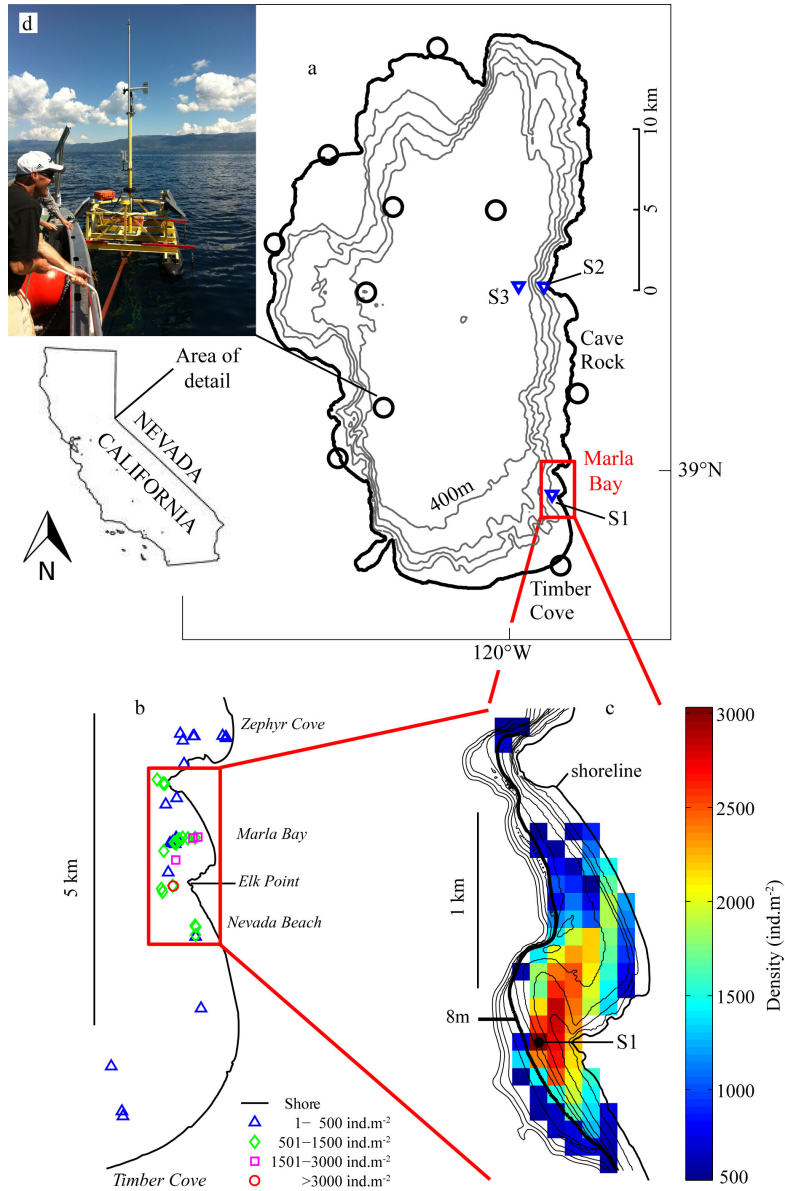 d
a
10 km
5
0
S2
S3
Cave
Rock
Area of
detail
NEVADA
CALIFORNIA
N
Marla
Bay
39°N
400m
S1
Timber
Cove
120°W
b
Zephyr Cove
Marla Bay
Elk Point
Nevada Beach
5 km
Shore
1− 500 ind.m-2
501−1500 ind.m-2
1501−3000 ind.m-2
>3000 ind.m-2
Timber Cove
c
shoreline
1 km
8m
S1
3000
2500
2000
1500
1000
500
Density (ind.m-2)